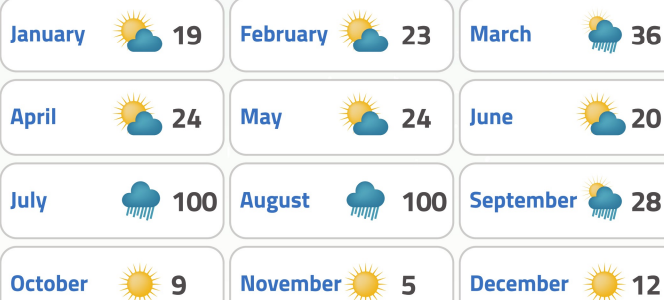 January 19 February 23 March 36
April 24 May 24 June 20
July 100 August 100 September 28
October 9 November 5 December 12